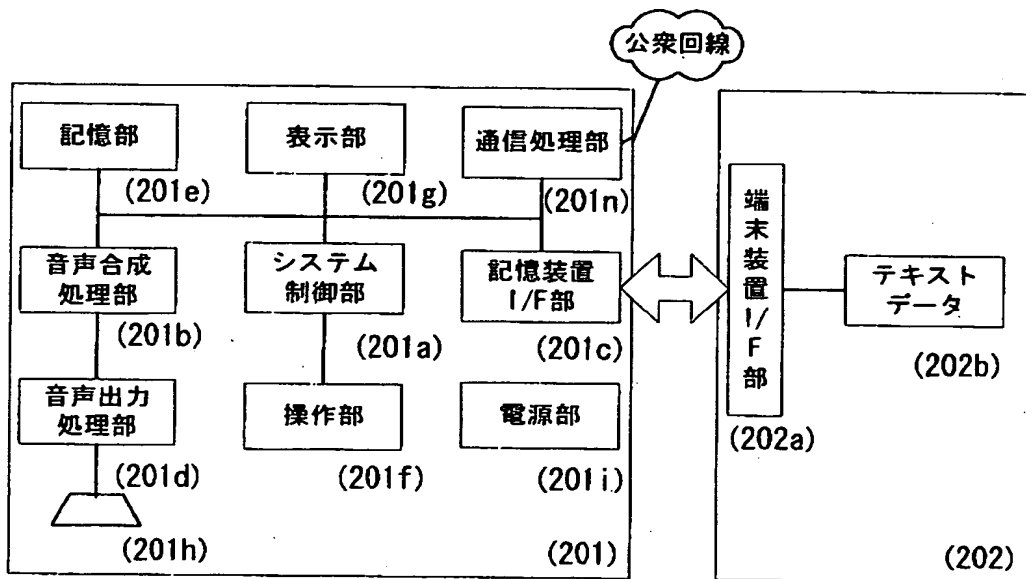 公衆回線
記憶部
(201e)
表示部
(201g)
通信処理部
(201n)
音声合成
処理部
(201b)
システム
制御部
(201a)
記憶装置
I/F部
(201c)
音声出力
処理部
(201d)
操作部
(201f)
電源部
(201i)
(201h)
(201)
端末装置I/F部
(202a)
テキスト
データ
(202b)
(202)